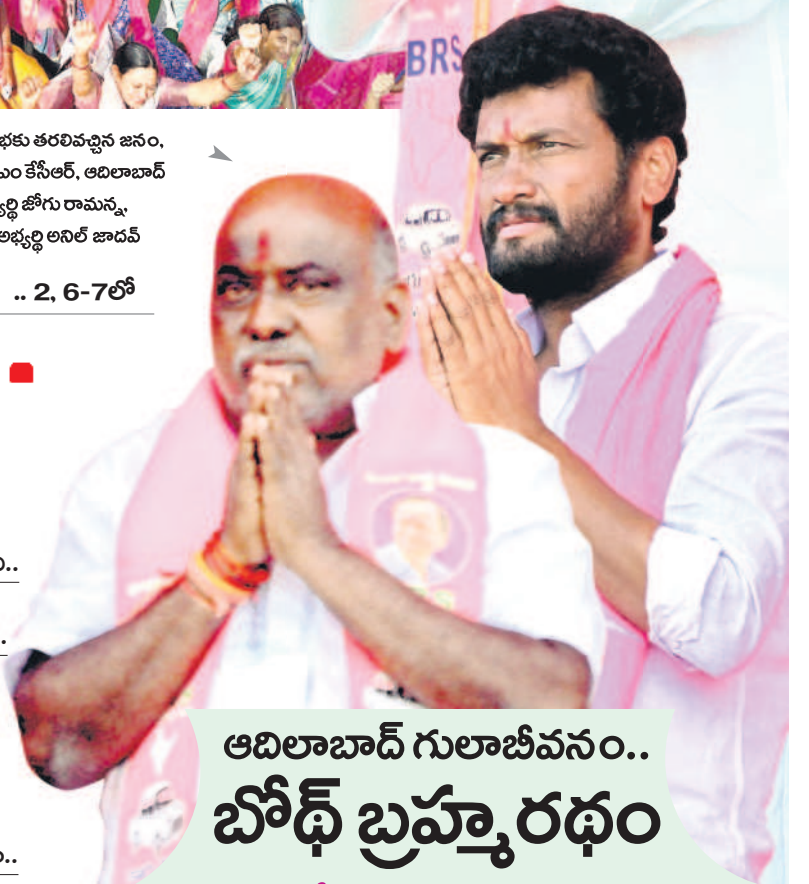 BRS
భకు తరలివచ్చిన జనం,
ఎం కేసీఆర్, ఆదిలాబాద్
ర్థి జోగు రామన్న,
అభ్యర్థి అనిల్ జాదవ్
.. 2, 6-7లో
ఆదిలాబాద్ గులాబీవనం..
బోథ్ బ్రహ్మరథం